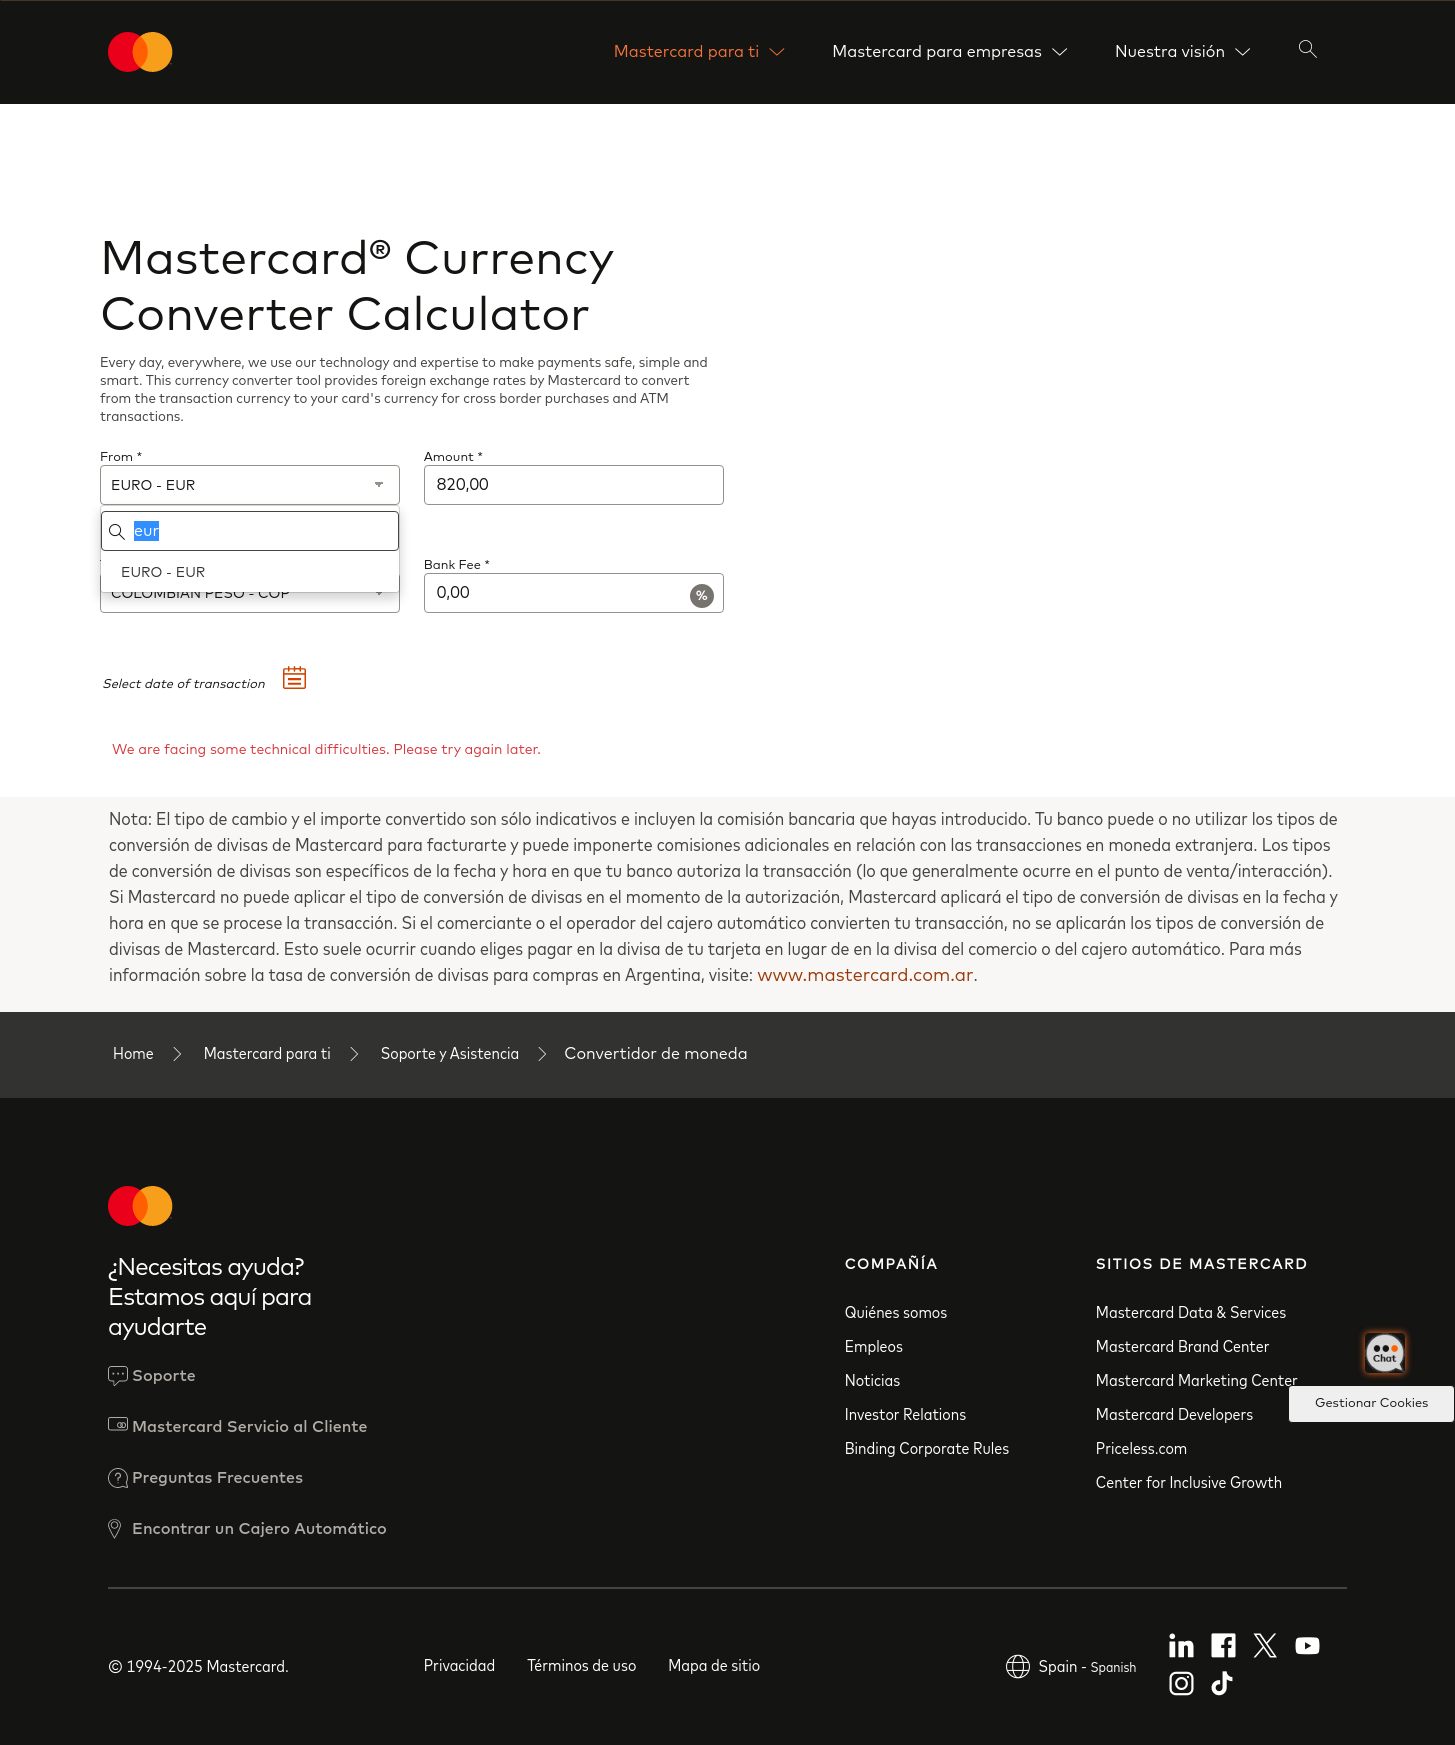 Mastercard para ti
Mastercard para empresas
Nuestra visión
Mastercard® Currency
Converter Calculator
Every day, everywhere, we use our technology and expertise to make payments safe, simple and
smart. This currency converter tool provides foreign exchange rates by Mastercard to convert
from the transaction currency to your card's currency for cross border purchases and ATM
transactions.
From *
EURO - EUR
Amount *
820,00
eur
EURO - EUR
COLOMBIAN PESO - COP
Bank Fee *
0,00
%
Select date of transaction
We are facing some technical difficulties. Please try again later.
Nota: El tipo de cambio y el importe convertido son sólo indicativos e incluyen la comisión bancaria que hayas introducido. Tu banco puede o no utilizar los tipos de
conversión de divisas de Mastercard para facturarte y puede imponerte comisiones adicionales en relación con las transacciones en moneda extranjera. Los tipos
de conversión de divisas son específicos de la fecha y hora en que tu banco autoriza la transacción (lo que generalmente ocurre en el punto de venta/interacción).
Si Mastercard no puede aplicar el tipo de conversión de divisas en el momento de la autorización, Mastercard aplicará el tipo de conversión de divisas en la fecha y
hora en que se procese la transacción. Si el comerciante o el operador del cajero automático convierten tu transacción, no se aplicarán los tipos de conversión de
divisas de Mastercard. Esto suele ocurrir cuando eliges pagar en la divisa de tu tarjeta en lugar de en la divisa del comercio o del cajero automático. Para más
información sobre la tasa de conversión de divisas para compras en Argentina, visite: www.mastercard.com.ar.
Home
Mastercard para ti
Soporte y Asistencia
Convertidor de moneda
¿Necesitas ayuda?
Estamos aquí para
ayudarte
Soporte
Mastercard Servicio al Cliente
Preguntas Frecuentes
Encontrar un Cajero Automático
COMPAÑÍA
Quiénes somos
Empleos
Noticias
Investor Relations
Binding Corporate Rules
SITIOS DE MASTERCARD
Mastercard Data & Services
Mastercard Brand Center
Mastercard Marketing Center
Mastercard Developers
Priceless.com
Center for Inclusive Growth
Chat
Gestionar Cookies
© 1994-2025 Mastercard.
Privacidad
Términos de uso
Mapa de sitio
Spain - Spanish